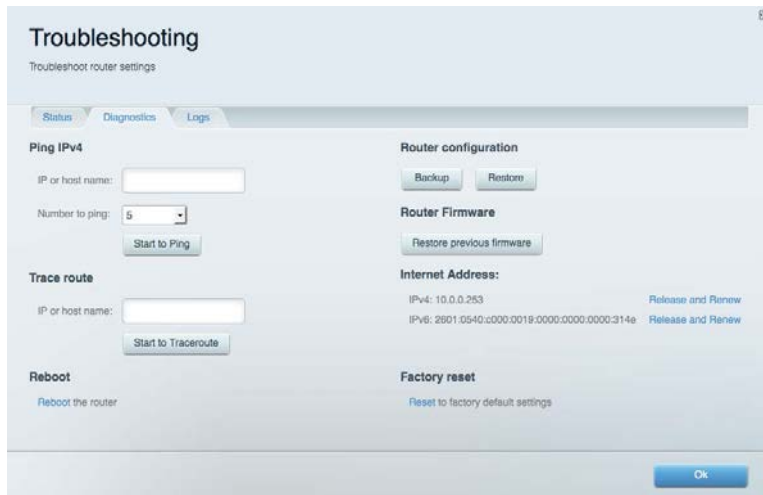 Troubleshooting
Troubleshoot router settings
Status Diagnostics Logs
Ping IPv4
IP or host name:
Number to ping: 5
Start to Ping
Trace route
IP or host name:
Start to Traceroute
Reboot
Reboot the router
Router configuration
Backup Restore
Router Firmware
Restore previous firmware
Internet Address:
IPv4: 10.0.0.253 Release and Renew
IPv6: 2601:0540:c000:0019:0000:0000:0000:314e Release and Renew
Factory reset
Reset to factory default settings
Ok